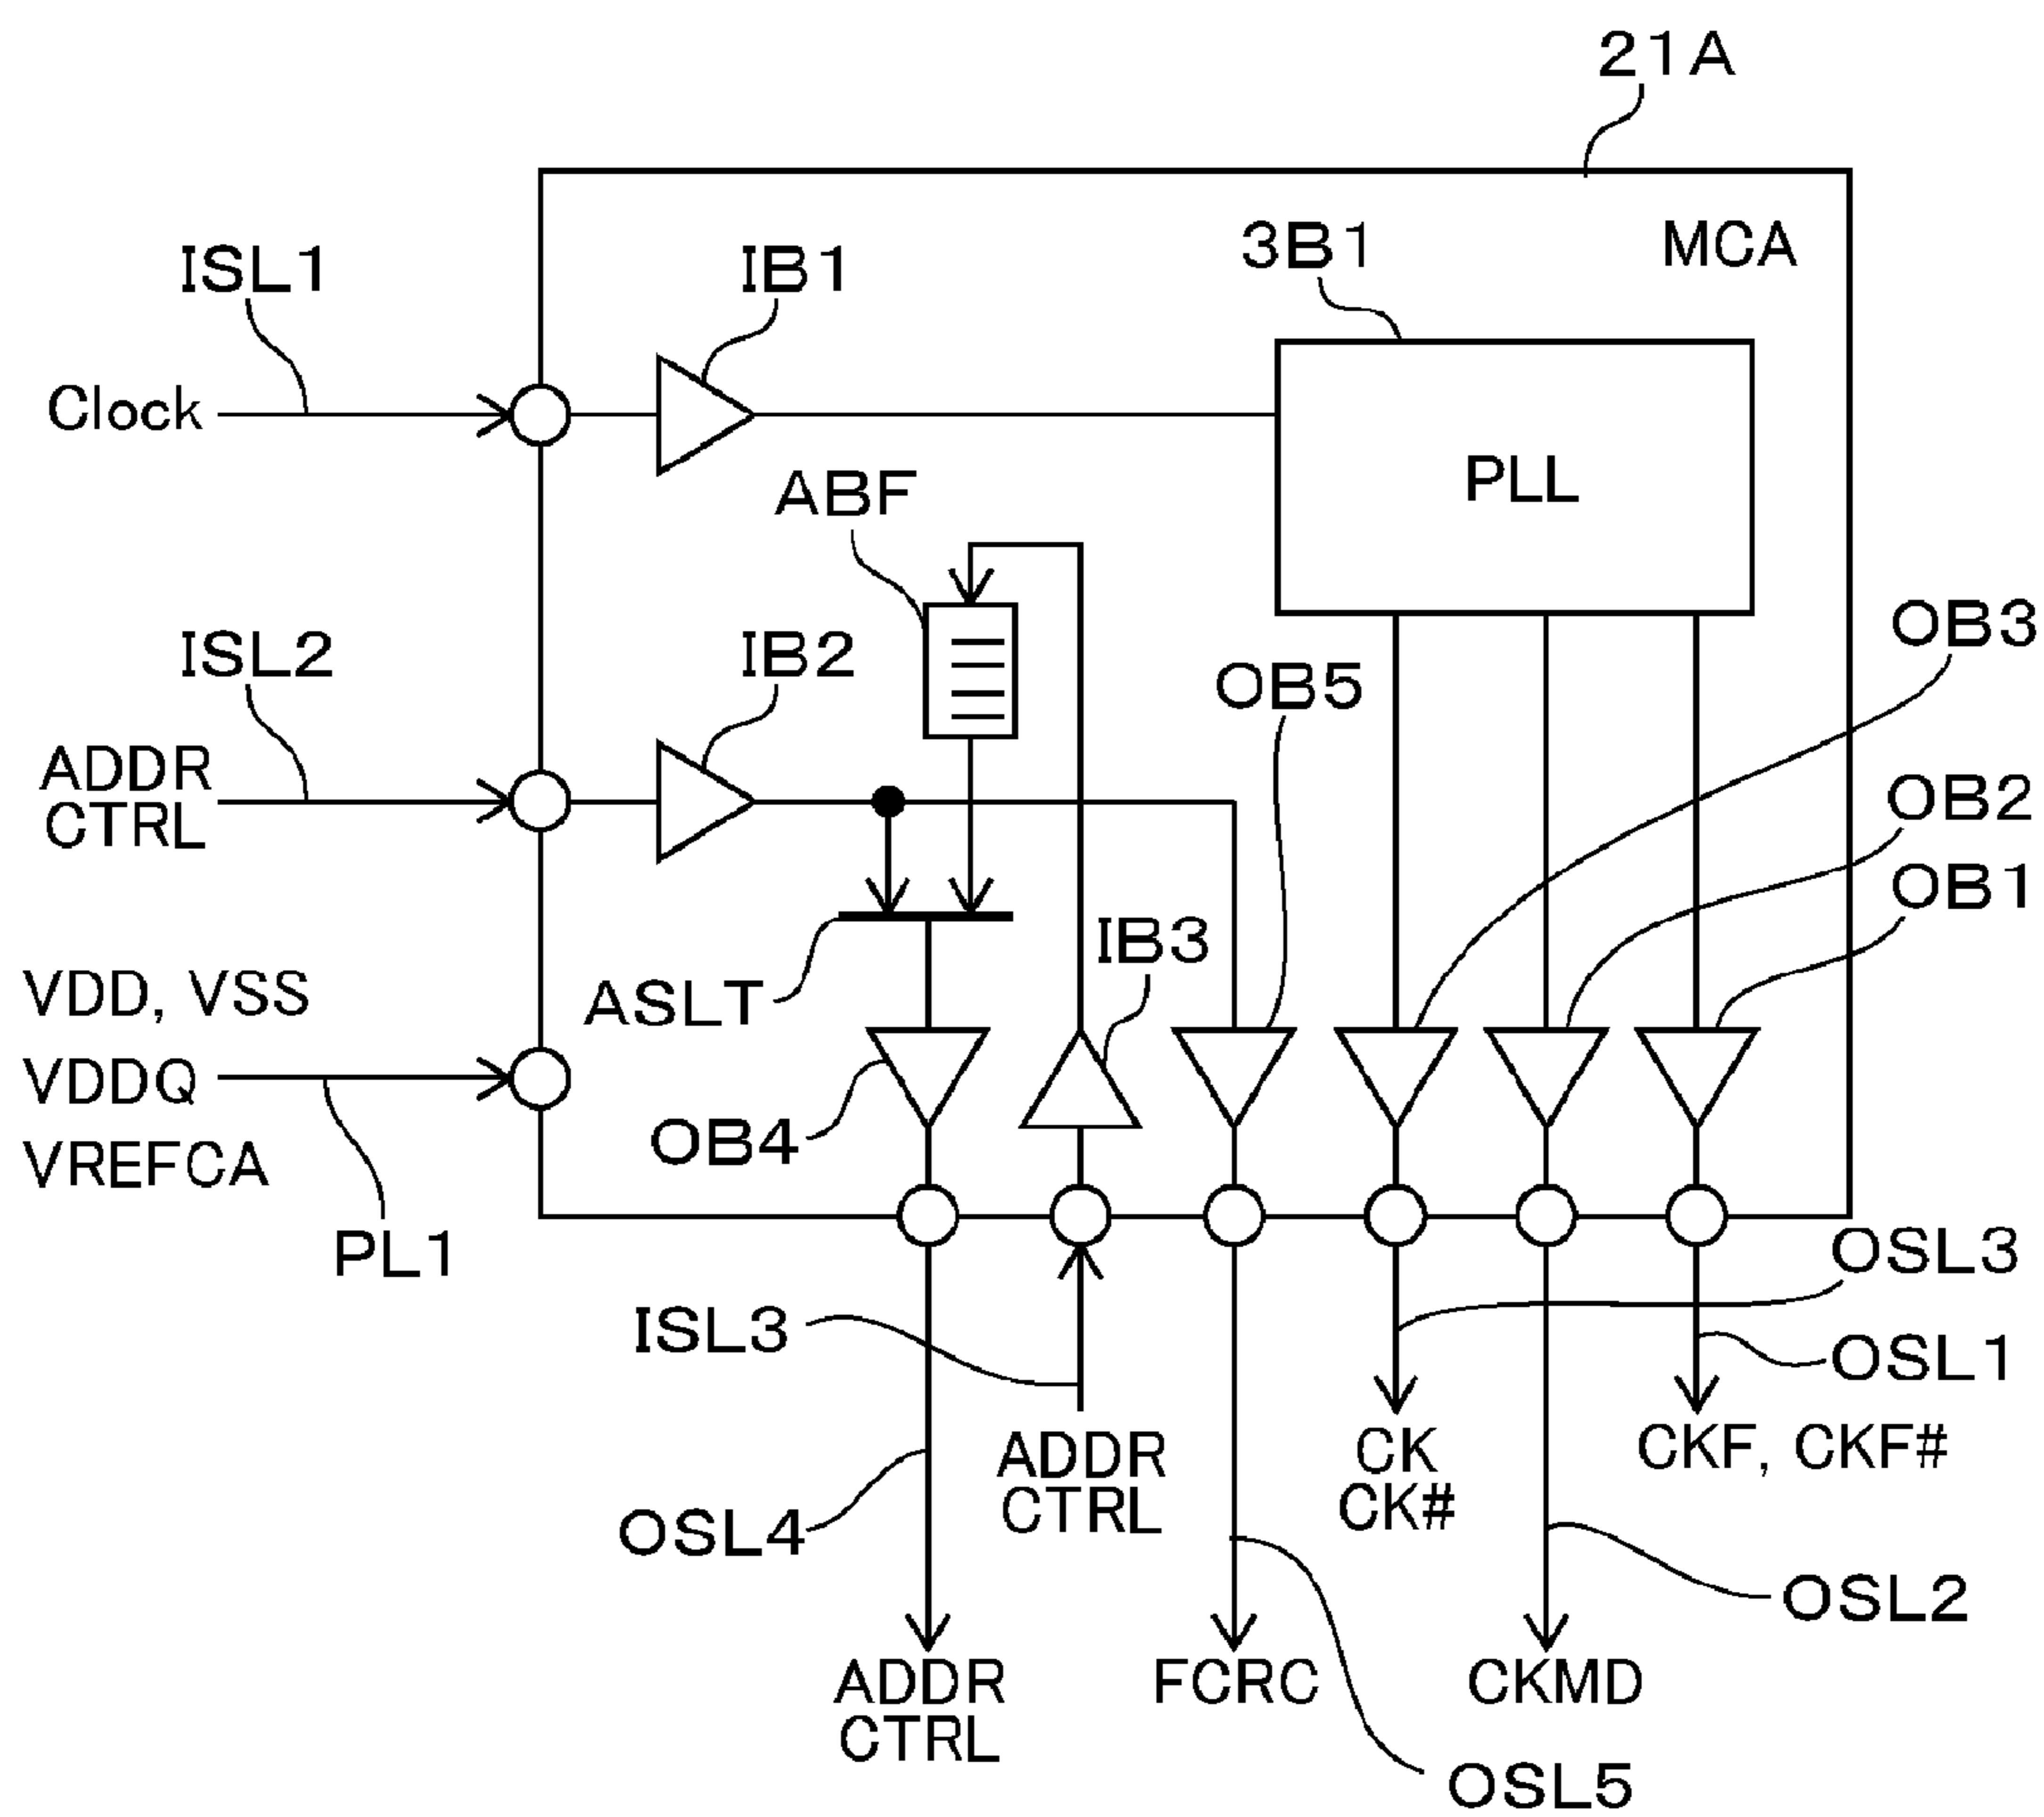 21A
MCA
ISL1
IB1
3B1
Clock
PLL
ABF
ISL2
IB2
OB3
OB5
ADDR
CTRL
OB2
OB1
IB3
VDD, VSS
ASLT
VDDQ
OB4
VREFCA
PL1
OSL3
ISL3
OSL1
ADDR
CTRL
CK
CK#
CKF, CKF#
OSL4
OSL2
ADDR
CTRL
FCRC
CKMD
OSL5